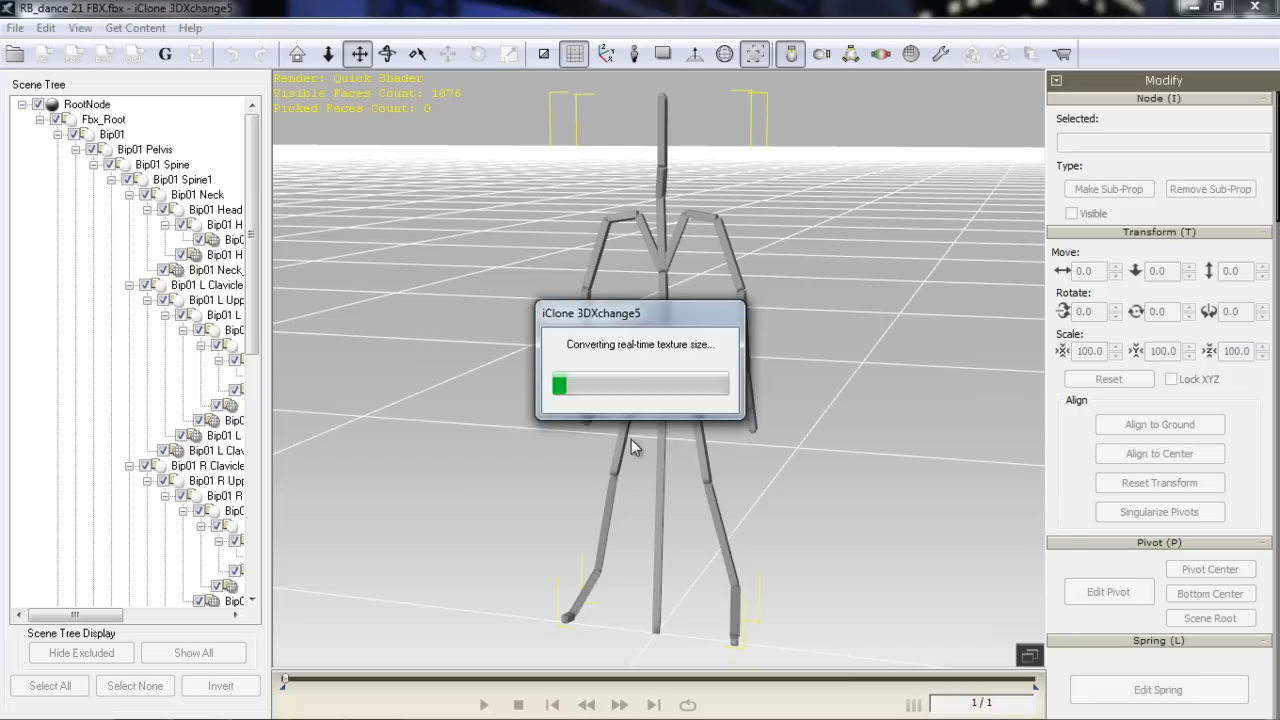 RB_dance 21 FBX.fbx - iClone 3DXchange5
File Edit View Get Content Help
G
Scene Tree
RootNode
Fbx_Root
Bip01
Bip01 Pelvis
Bip01 Spine
Bip01 Spine1
Bip01 Neck
Bip01 Head
Bip01 H
Bip(
Bip01 H
Bip01 Neck_
Bip01 L Clavicle
Bip01 L Upp
Bip01 L
Bip0
Bip0
Bip01 L
Bip01 L Clav
Bip01 R Clavicle
Bip01 R Upp
Bip01 R
Bip0
Bip0
Scene Tree Display
Hide Excluded Show All
Select All Select None Invert
Render: Quick Shader
Visible Faces Count: 1876
Picked Faces Count: 0
iClone 3DXchange5
Converting real-time texture size...
1 / 1
Modify
Node (I)
Selected:
Type:
Make Sub-Prop Remove Sub-Prop
Visible
Transform (T)
Move:
0.0 0.0 0.0
Rotate:
0.0 0.0 0.0
Scale:
100.0 100.0 100.0
Reset Lock XYZ
Align
Align to Ground
Align to Center
Reset Transform
Singularize Pivots
Pivot (P)
Edit Pivot
Pivot Center
Bottom Center
Scene Root
Spring (L)
Edit Spring